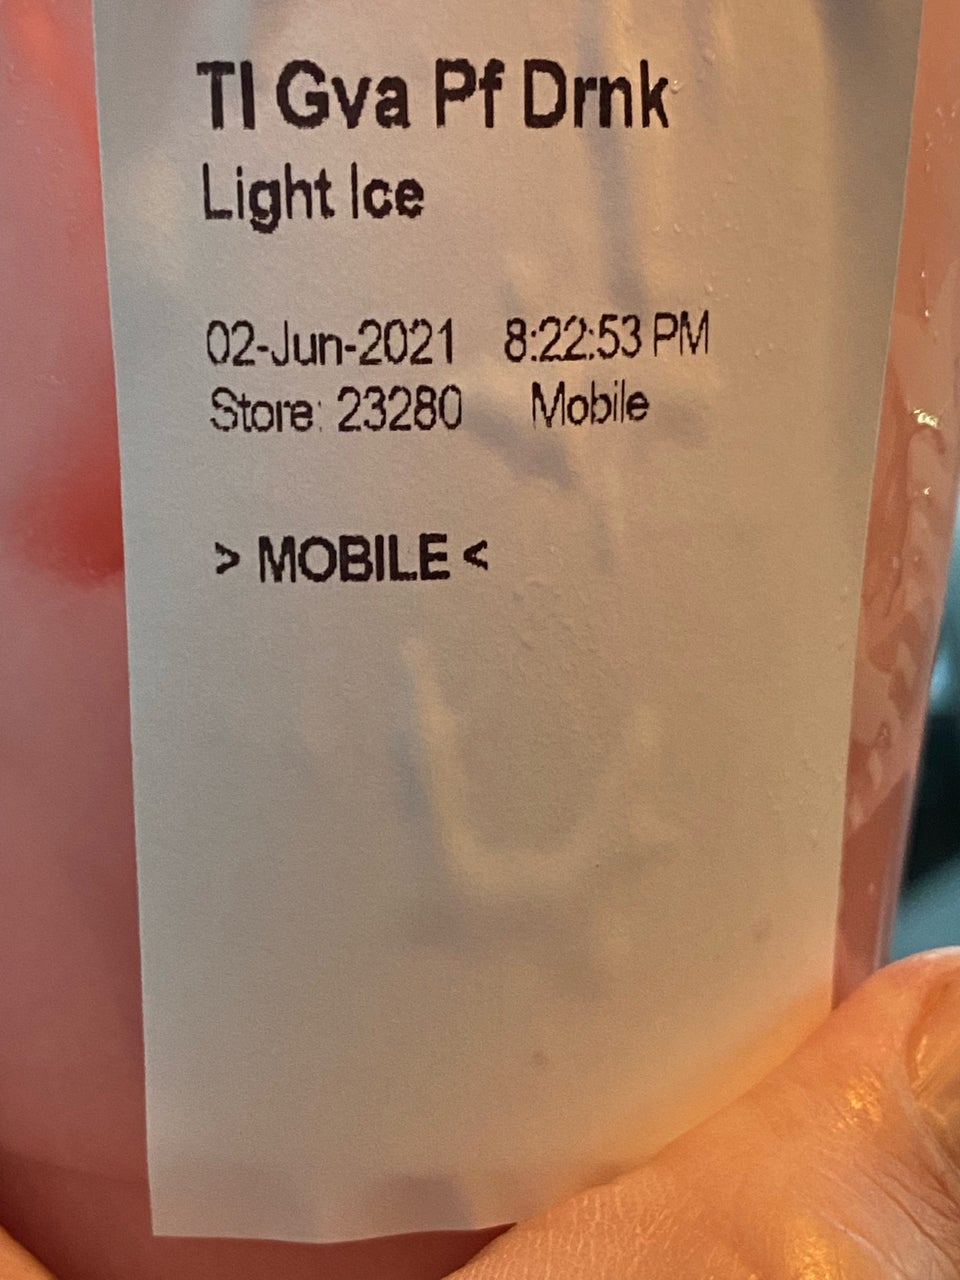 Tl Gva Pf Drnk
Light Ice
02-Jun-2021 8:22:53 PM
Store: 23280 Mobile
> MOBILE <